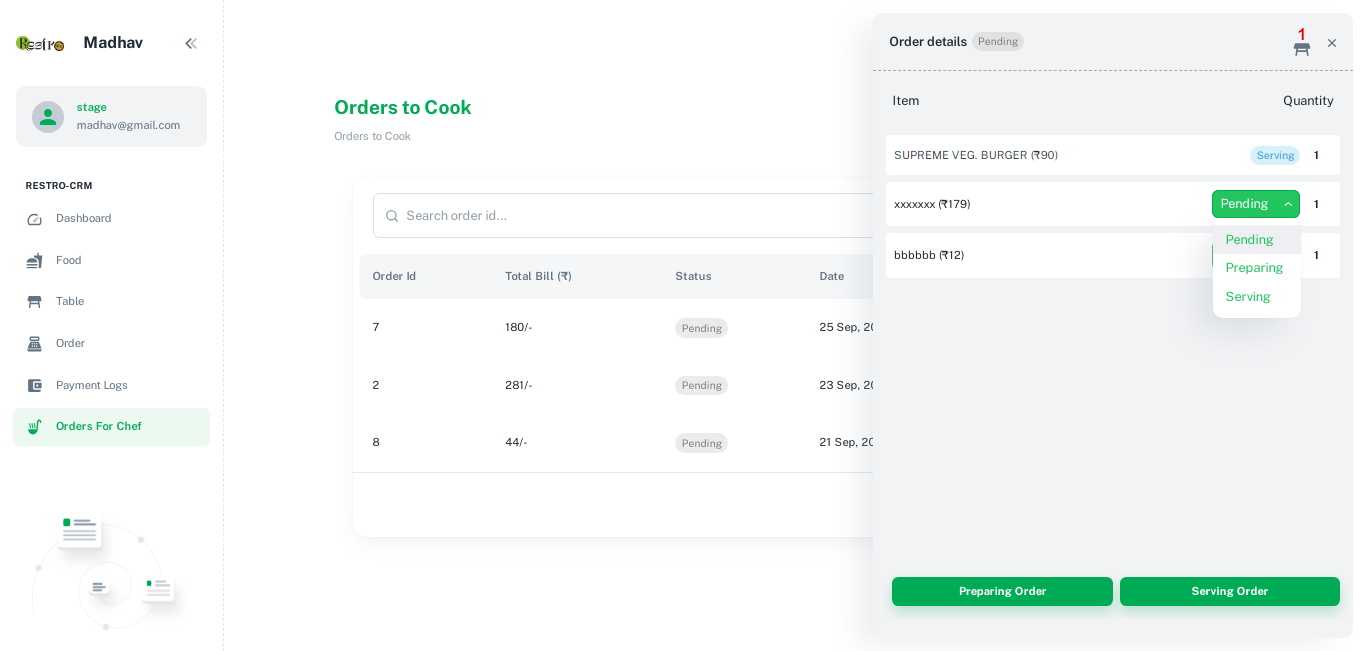 Restro
Madhav
stage
madhav@gmail.com
RESTRO-CRM
Dashboard
Food
Table
Order
Payment Logs
Orders For Chef
Orders to Cook
Orders to Cook
Search order id...
Order Id Total Bill (₹) Status Date
7 180/- Pending 25 Sep, 20
2 281/- Pending 23 Sep, 20
8 44/- Pending 21 Sep, 20
Order details Pending 1
Item Quantity
SUPREME VEG. BURGER (₹90) Serving 1
xxxxxxx (₹179) Pending 1
bbbbbb (₹12) 1
Pending
Preparing
Serving
Preparing Order Serving Order